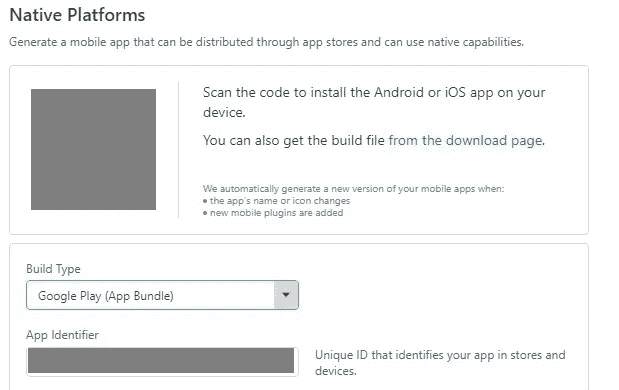 Native Platforms
Generate a mobile app that can be distributed through app stores and can use native capabilities.
Scan the code to install the Android or iOS app on your
device.
You can also get the build file from the download page.
We automatically generate a new version of your mobile apps when:
• the app's name or icon changes
• new mobile plugins are added
Build Type
Google Play (App Bundle)
App Identifier
Unique ID that identifies your app in stores and
devices.